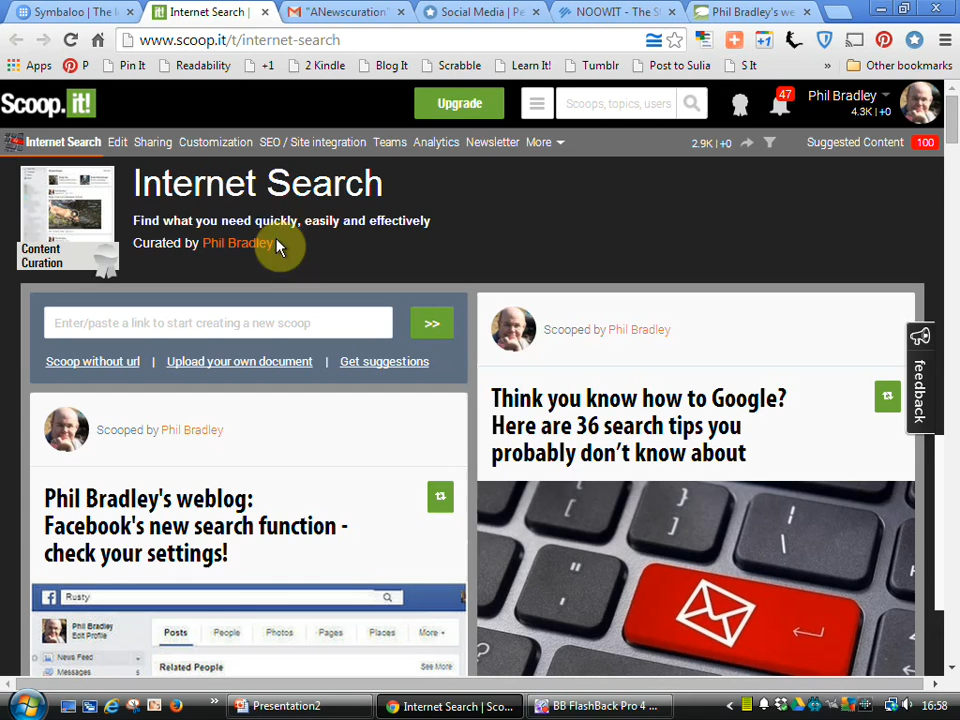 Symbaloo | The l
Internet Search |
"ANewscuration"
Social Media | Pe
NOOWIT - The S
Phil Bradley's we
www.scoop.it/t/internet-search
Apps
P
Pin It
Readability
+1
2 Kindle
Blog It
Scrabble
Learn It!
Tumblr
Post to Sulia
S It
»
Other bookmarks
Scoop.it!
Upgrade
Scoops, topics, users
47
Phil Bradley
4.3K | +0
Internet Search
Edit
Sharing
Customization
SEO / Site integration
Teams
Analytics
Newsletter
More
2.9K | +0
Suggested Content
100
Internet Search
Find what you need quickly, easily and effectively
Curated by Phil Bradley
Content
Curation
Enter/paste a link to start creating a new scoop
>>
Scoop without url | Upload your own document | Get suggestions
Scooped by Phil Bradley
Phil Bradley's weblog:
Facebook's new search function -
check your settings!
f
Rusty
Phil Bradley
Edit Profile
News Feed
Messages
Posts
People
Photos
Pages
Places
More
Related People
See More
Scooped by Phil Bradley
Think you know how to Google?
Here are 36 search tips you
probably don't know about
feedback
Presentation2
Internet Search | Scoo...
BB FlashBack Pro 4 ...
16:58